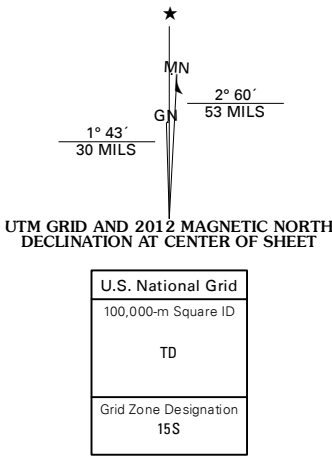 ★
MN
GN
2° 60´
53 MILS
1° 43´
30 MILS
UTM GRID AND 2012 MAGNETIC NORTH
DECLINATION AT CENTER OF SHEET
U.S. National Grid
100,000-m Square ID
TD
Grid Zone Designation
15S